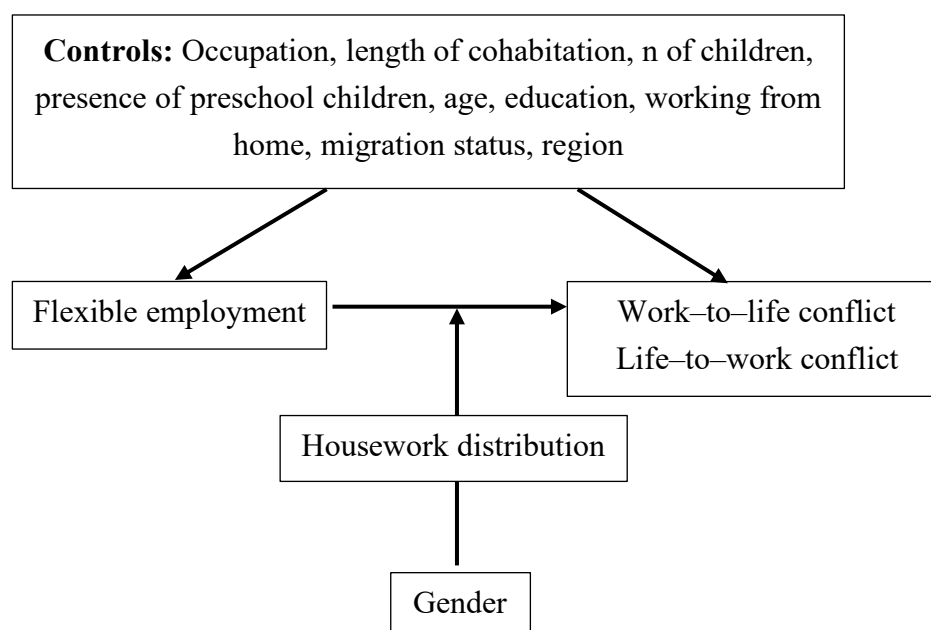 Controls: Occupation, length of cohabitation, n of children,
presence of preschool children, age, education, working from
home, migration status, region
Flexible employment
Work–to–life conflict
Life–to–work conflict
Housework distribution
Gender